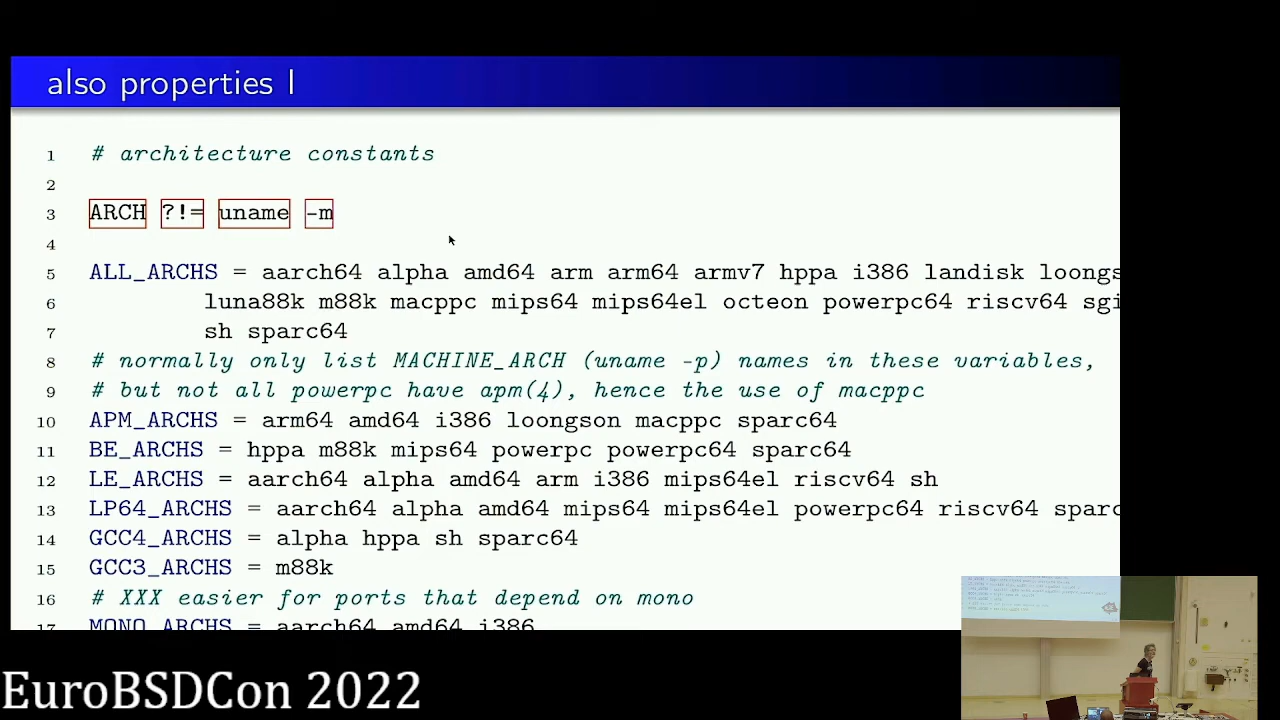 also properties I
1 # architecture constants
2
3 ARCH ?!= uname -m
4
5 ALL_ARCHS = aarch64 alpha amd64 arm arm64 armv7 hppa i386 landisk loongs
6 luna88k m88k macppc mips64 mips64el octeon powerpc64 riscv64 sgi
7 sh sparc64
8 # normally only list MACHINE_ARCH (uname -p) names in these variables,
9 # but not all powerpc have apm(4), hence the use of macppc
10 APM_ARCHS = arm64 amd64 i386 loongson macppc sparc64
11 BE_ARCHS = hppa m88k mips64 powerpc powerpc64 sparc64
12 LE_ARCHS = aarch64 alpha amd64 arm i386 mips64el riscv64 sh
13 LP64_ARCHS = aarch64 alpha amd64 mips64 mips64el powerpc64 riscv64 sparc
14 GCC4_ARCHS = alpha hppa sh sparc64
15 GCC3_ARCHS = m88k
16 # XXX easier for ports that depend on mono
17 MONO_ARCHS = aarch64 amd64 i386
EuroBSDCon 2022